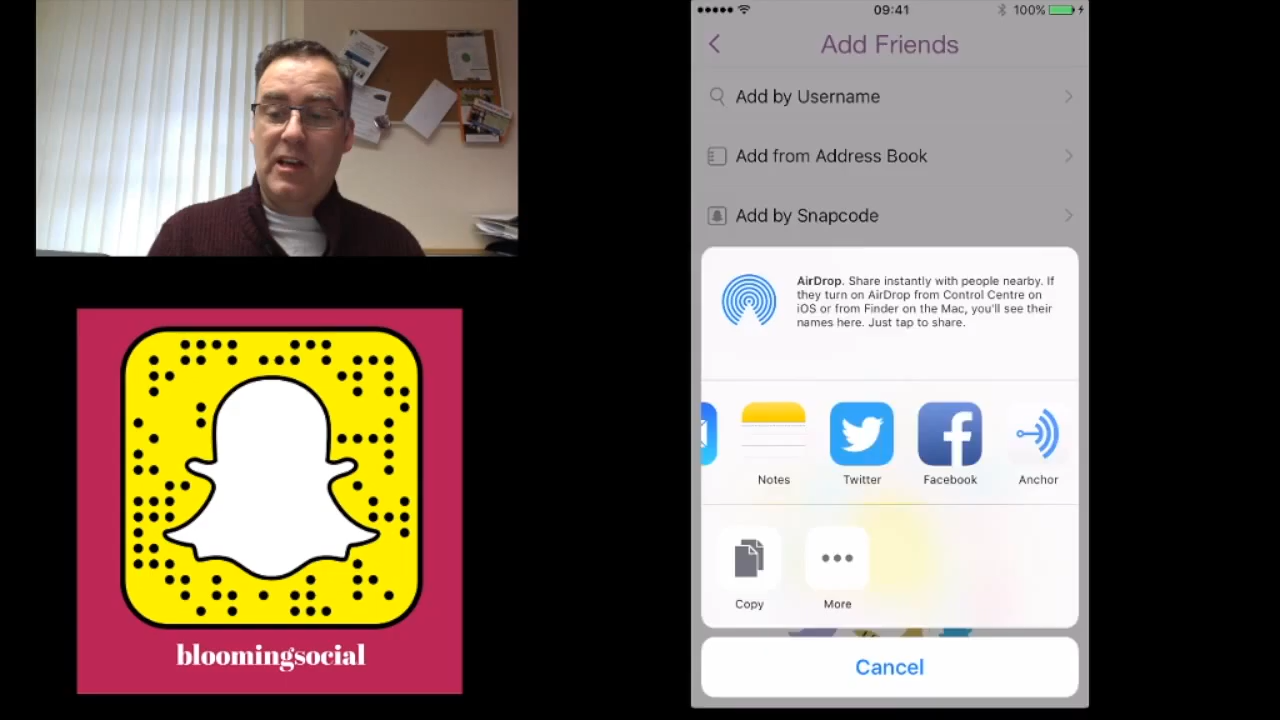 09:41
100%
Add Friends
Add by Username
Add from Address Book
Add by Snapcode
AirDrop. Share instantly with people nearby. If
they turn on AirDrop from Control Centre on
iOS or from Finder on the Mac, you'll see their
names here. Just tap to share.
Notes
Twitter
Facebook
Anchor
Copy
More
Cancel
bloomingsocial